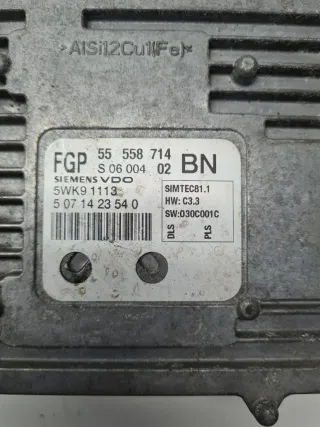 >AlSi12Cu1(Fe)<
FGP 55 558 714 BN
S 06 004 02
SIEMENS VDO
5WK9 1113
5 07 14 23 54 0
SIMTEC81.1
HW: C3.3
SW:030C001C
DLS
PLS